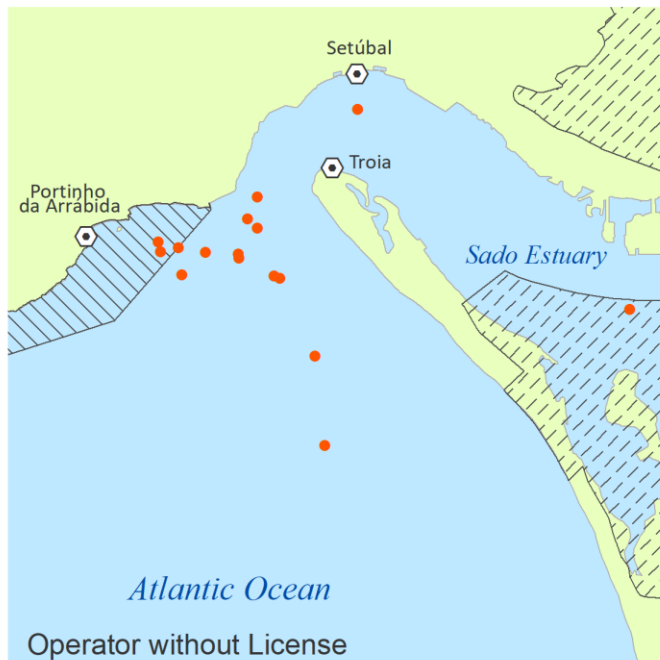 Setúbal
Troia
Portinho
da Arrábida
Sado Estuary
Atlantic Ocean
Operator without License